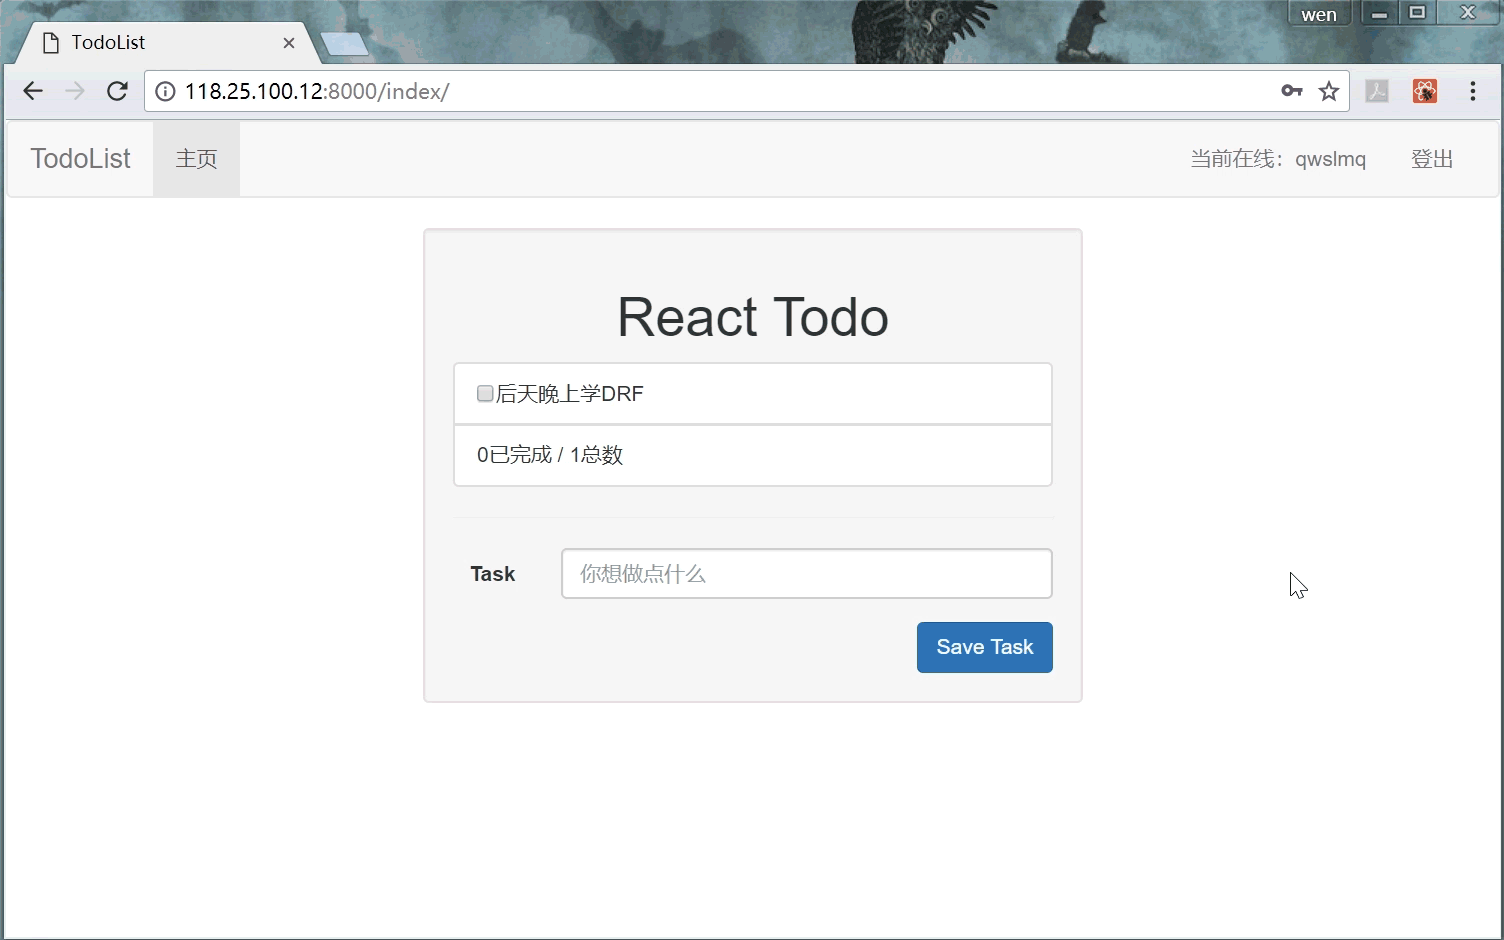 wen
TodoList
118.25.100.12:8000/index/
TodoList 主页 当前在线：qwslmq 登出
React Todo
后天晚上学DRF
0已完成 / 1总数
Task 你想做点什么
Save Task